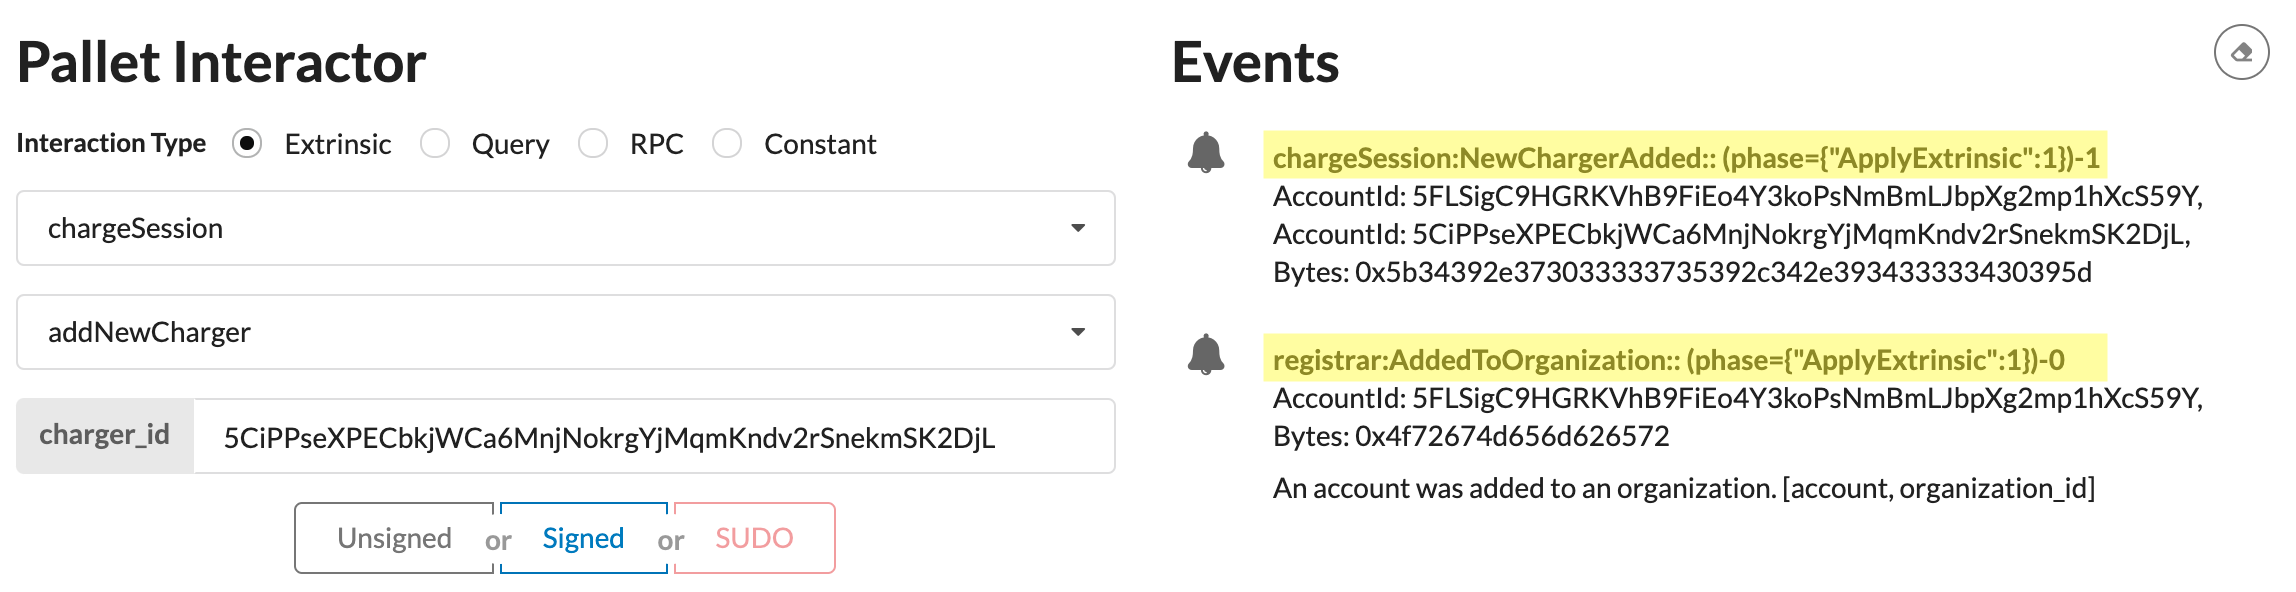 Pallet Interactor
Interaction Type Extrinsic Query RPC Constant
chargeSession
addNewCharger
charger_id 5CiPPseXPECbkjWCa6MnjNokrgYjMqmKndv2rSnekmSK2DjL
Unsigned or Signed or SUDO
Events
chargeSession:NewChargerAdded:: (phase={"ApplyExtrinsic":1})-1
AccountId: 5FLSigC9HGRKVhB9FiEo4Y3koPsNmBmLJbpXg2mp1hXcS59Y,
AccountId: 5CiPPseXPECbkjWCa6MnjNokrgYjMqmKndv2rSnekmSK2DjL,
Bytes: 0x5b34392e373033333735392c342e393433333430395d
registrar:AddedToOrganization:: (phase={"ApplyExtrinsic":1})-0
AccountId: 5FLSigC9HGRKVhB9FiEo4Y3koPsNmBmLJbpXg2mp1hXcS59Y,
Bytes: 0x4f72674d656d626572
An account was added to an organization. [account, organization_id]